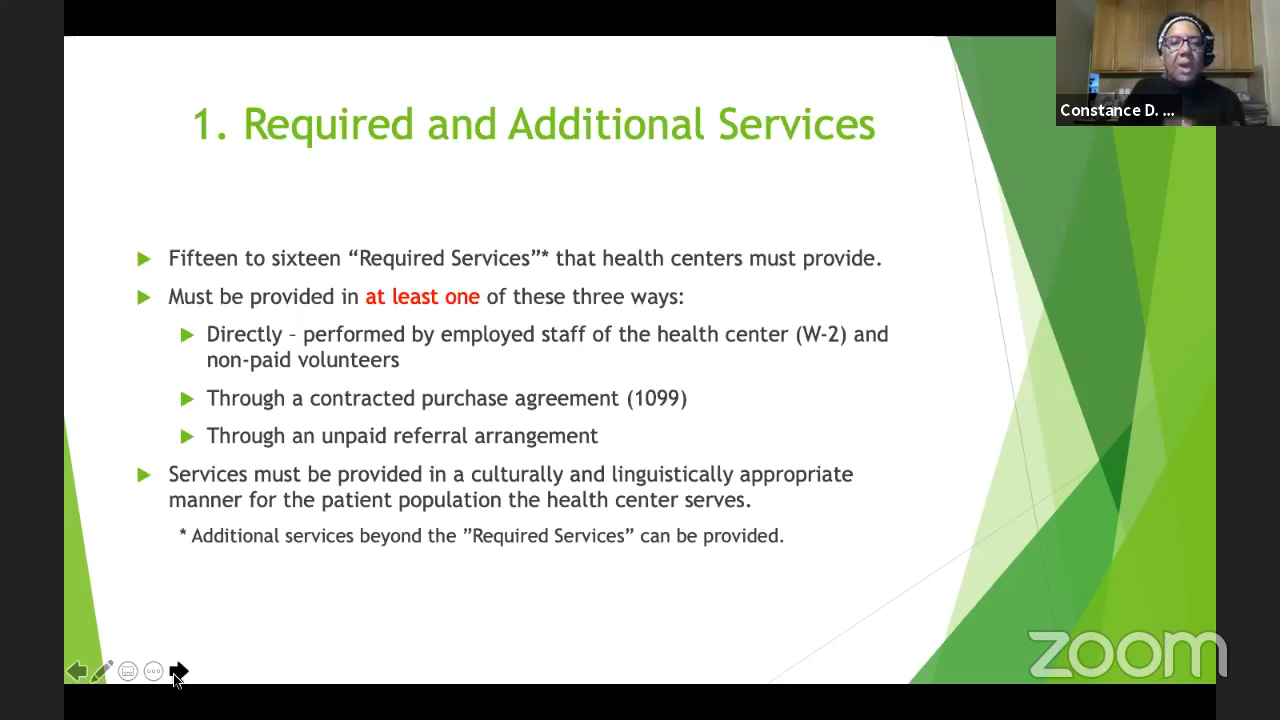 1. Required and Additional Services
Constance D. ...
Fifteen to sixteen “Required Services”* that health centers must provide.
Must be provided in at least one of these three ways:
Directly – performed by employed staff of the health center (W-2) and
non-paid volunteers
Through a contracted purchase agreement (1099)
Through an unpaid referral arrangement
Services must be provided in a culturally and linguistically appropriate
manner for the patient population the health center serves.
* Additional services beyond the ”Required Services” can be provided.
zoom